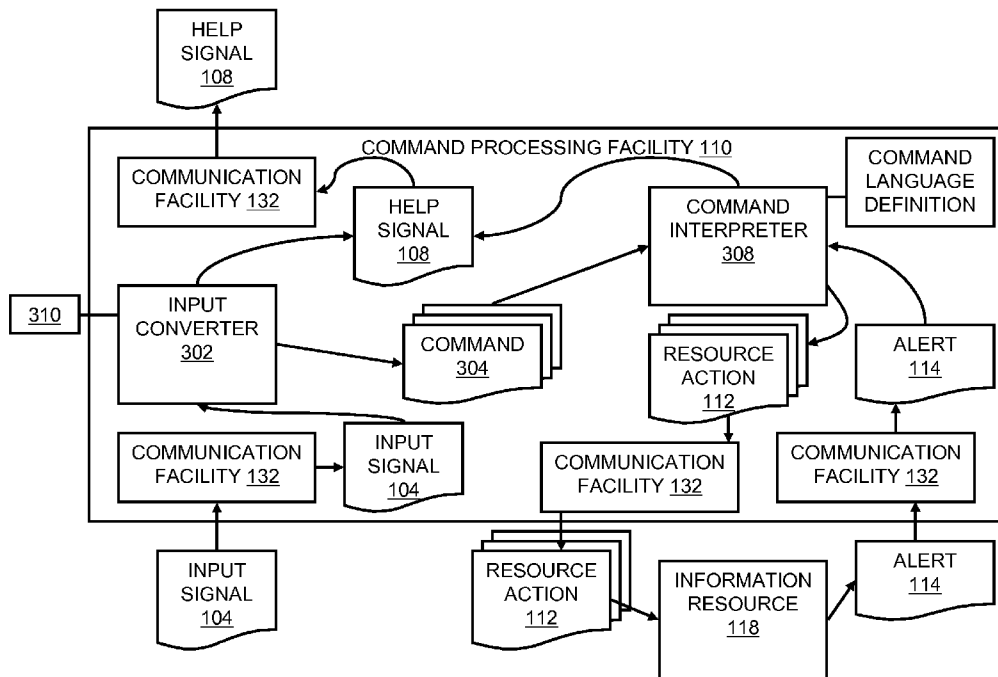 HELP
SIGNAL
108
COMMAND PROCESSING FACILITY 110
COMMUNICATION
FACILITY 132
HELP
SIGNAL
108
COMMAND
INTERPRETER
308
COMMAND
LANGUAGE
DEFINITION
310
INPUT
CONVERTER
302
COMMAND
304
RESOURCE
ACTION
112
ALERT
114
COMMUNICATION
FACILITY 132
INPUT
SIGNAL
104
COMMUNICATION
FACILITY 132
COMMUNICATION
FACILITY 132
INPUT
SIGNAL
104
RESOURCE
ACTION
112
INFORMATION
RESOURCE
118
ALERT
114